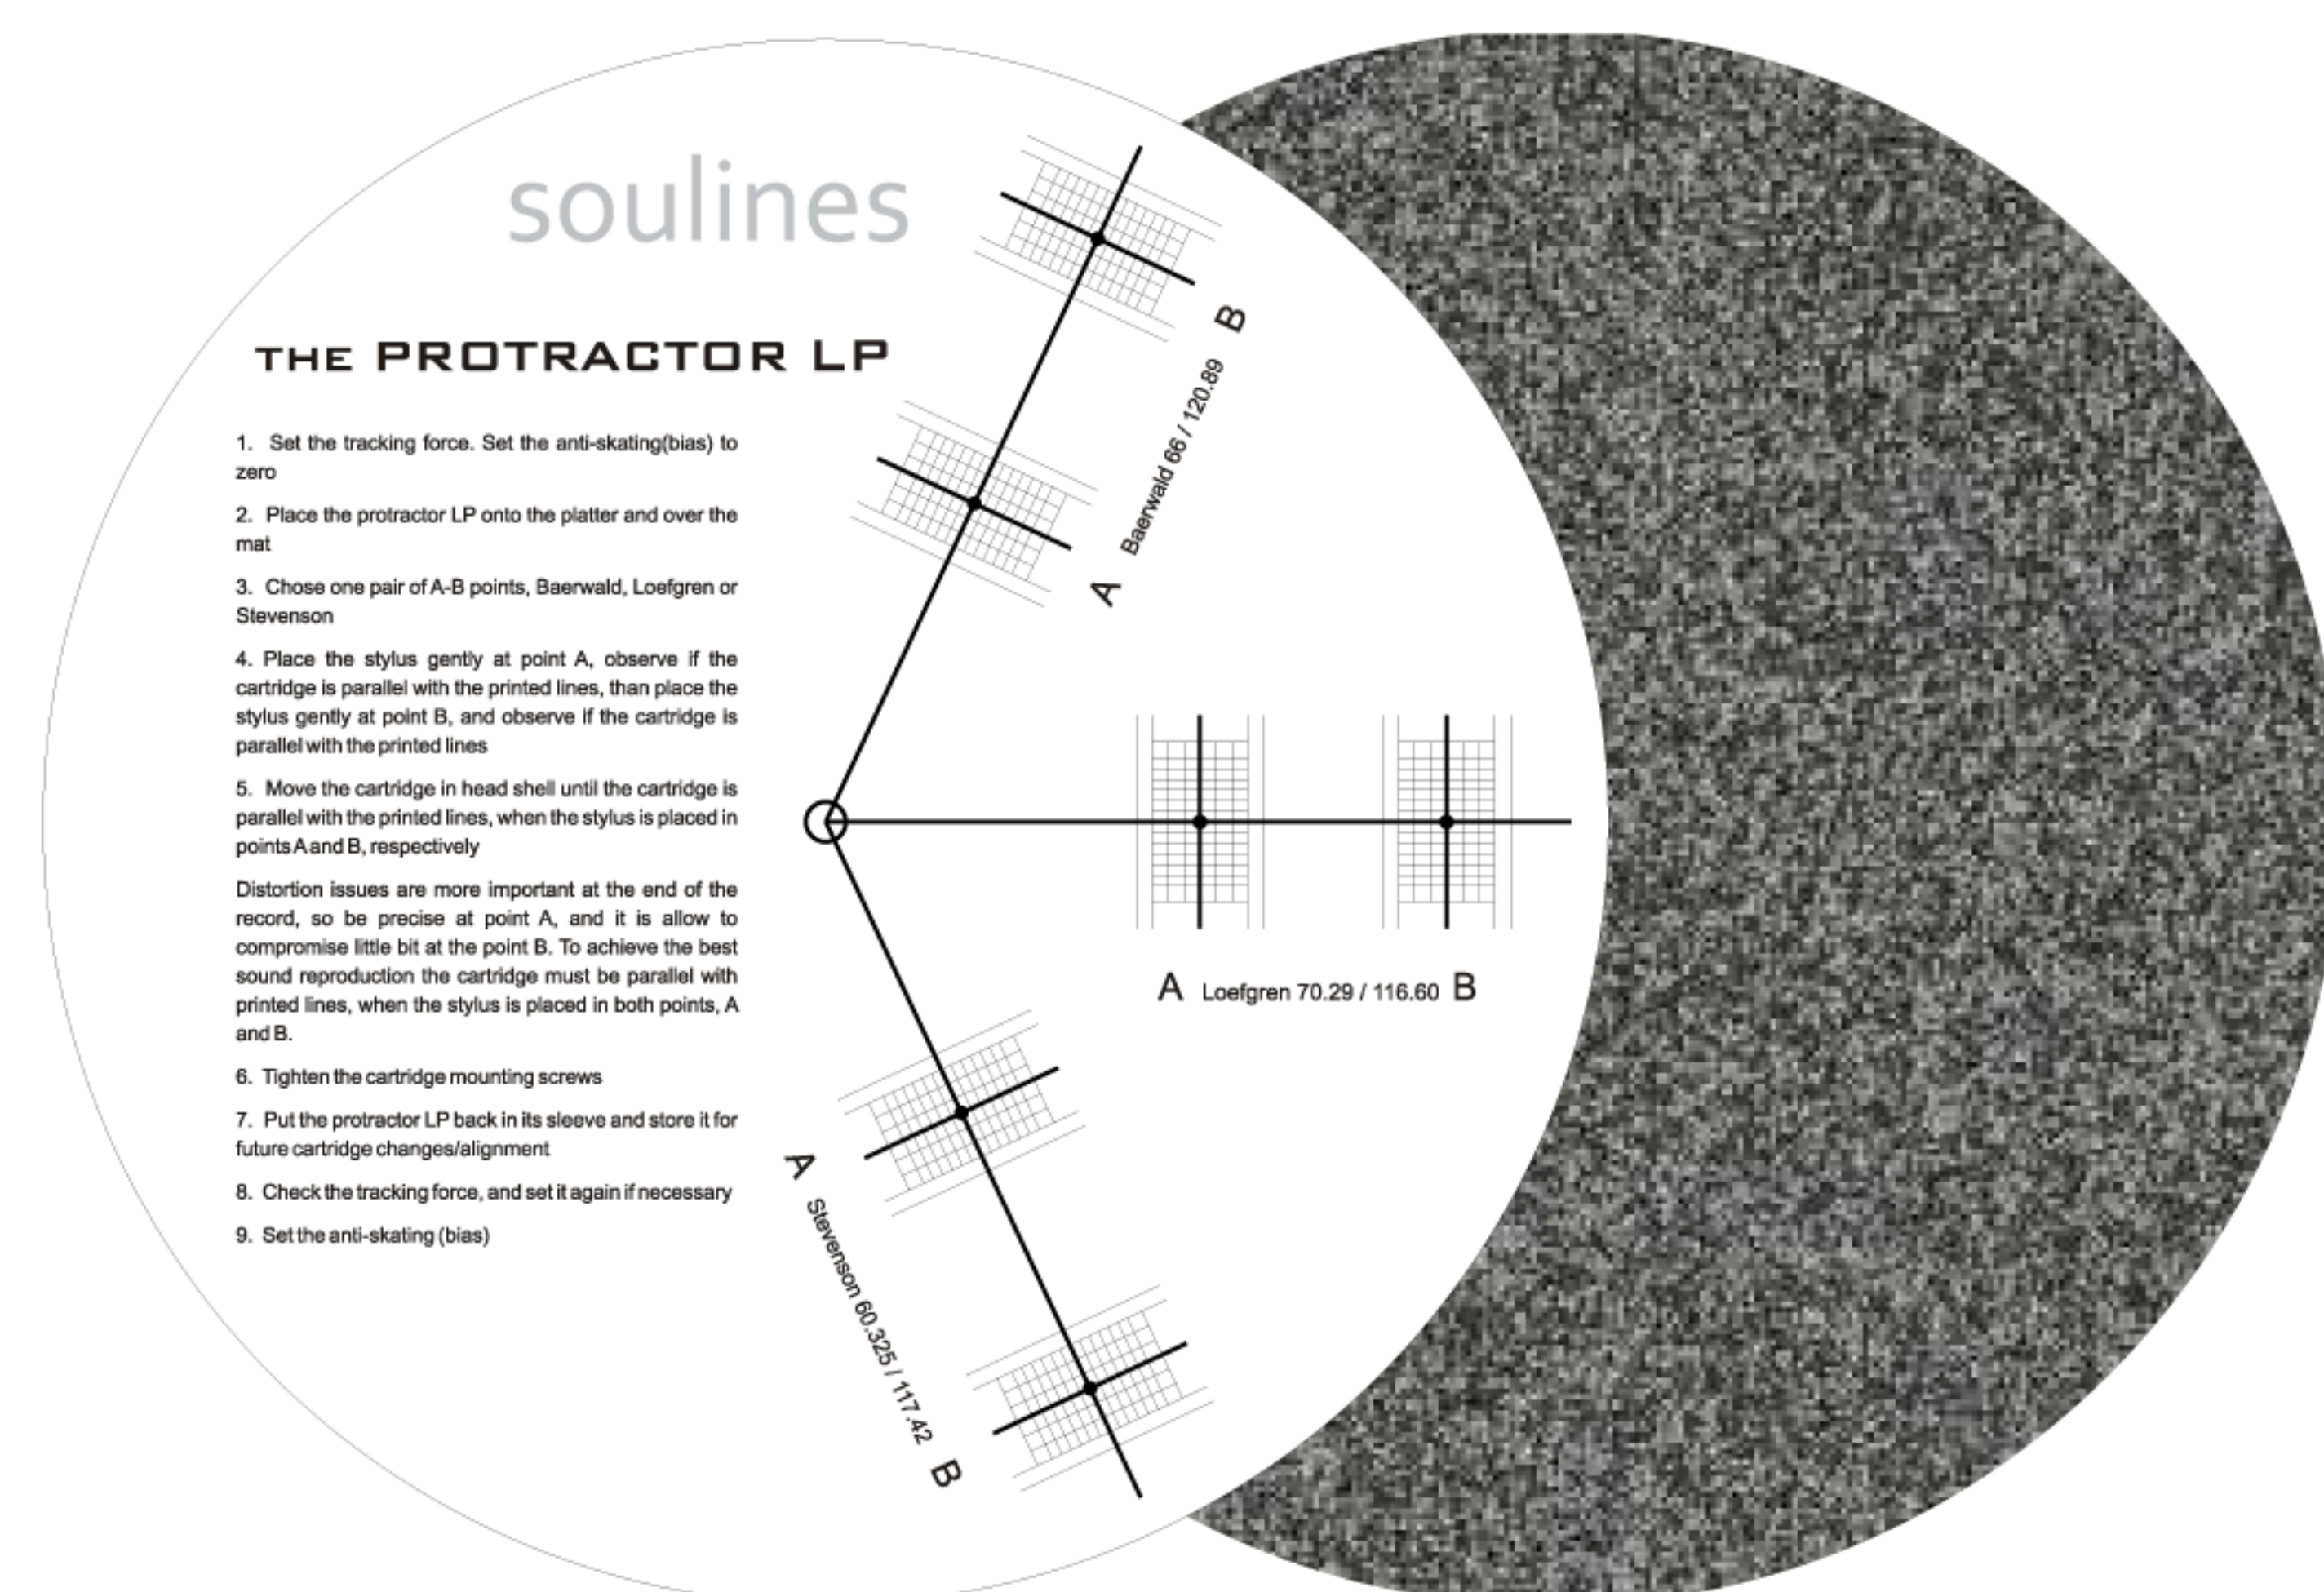 soulines
THE PROTRACTOR LP
1. Set the tracking force. Set the anti-skating(bias) to
zero
2. Place the protractor LP onto the platter and over the
mat
3. Chose one pair of A-B points, Baerwald, Loefgren or
Stevenson
4. Place the stylus gently at point A, observe if the
cartridge is parallel with the printed lines, than place the
stylus gently at point B, and observe if the cartridge is
parallel with the printed lines
5. Move the cartridge in head shell until the cartridge is
parallel with the printed lines, when the stylus is placed in
points A and B, respectively
Distortion issues are more important at the end of the
record, so be precise at point A, and it is allow to
compromise little bit at the point B. To achieve the best
sound reproduction the cartridge must be parallel with
printed lines, when the stylus is placed in both points, A
and B.
6. Tighten the cartridge mounting screws
7. Put the protractor LP back in its sleeve and store it for
future cartridge changes/alignment
8. Check the tracking force, and set it again if necessary
9. Set the anti-skating (bias)
A Baerwald 66 / 120.89 B
A Loefgren 70.29 / 116.60 B
A Stevenson 60.325 / 117.42 B